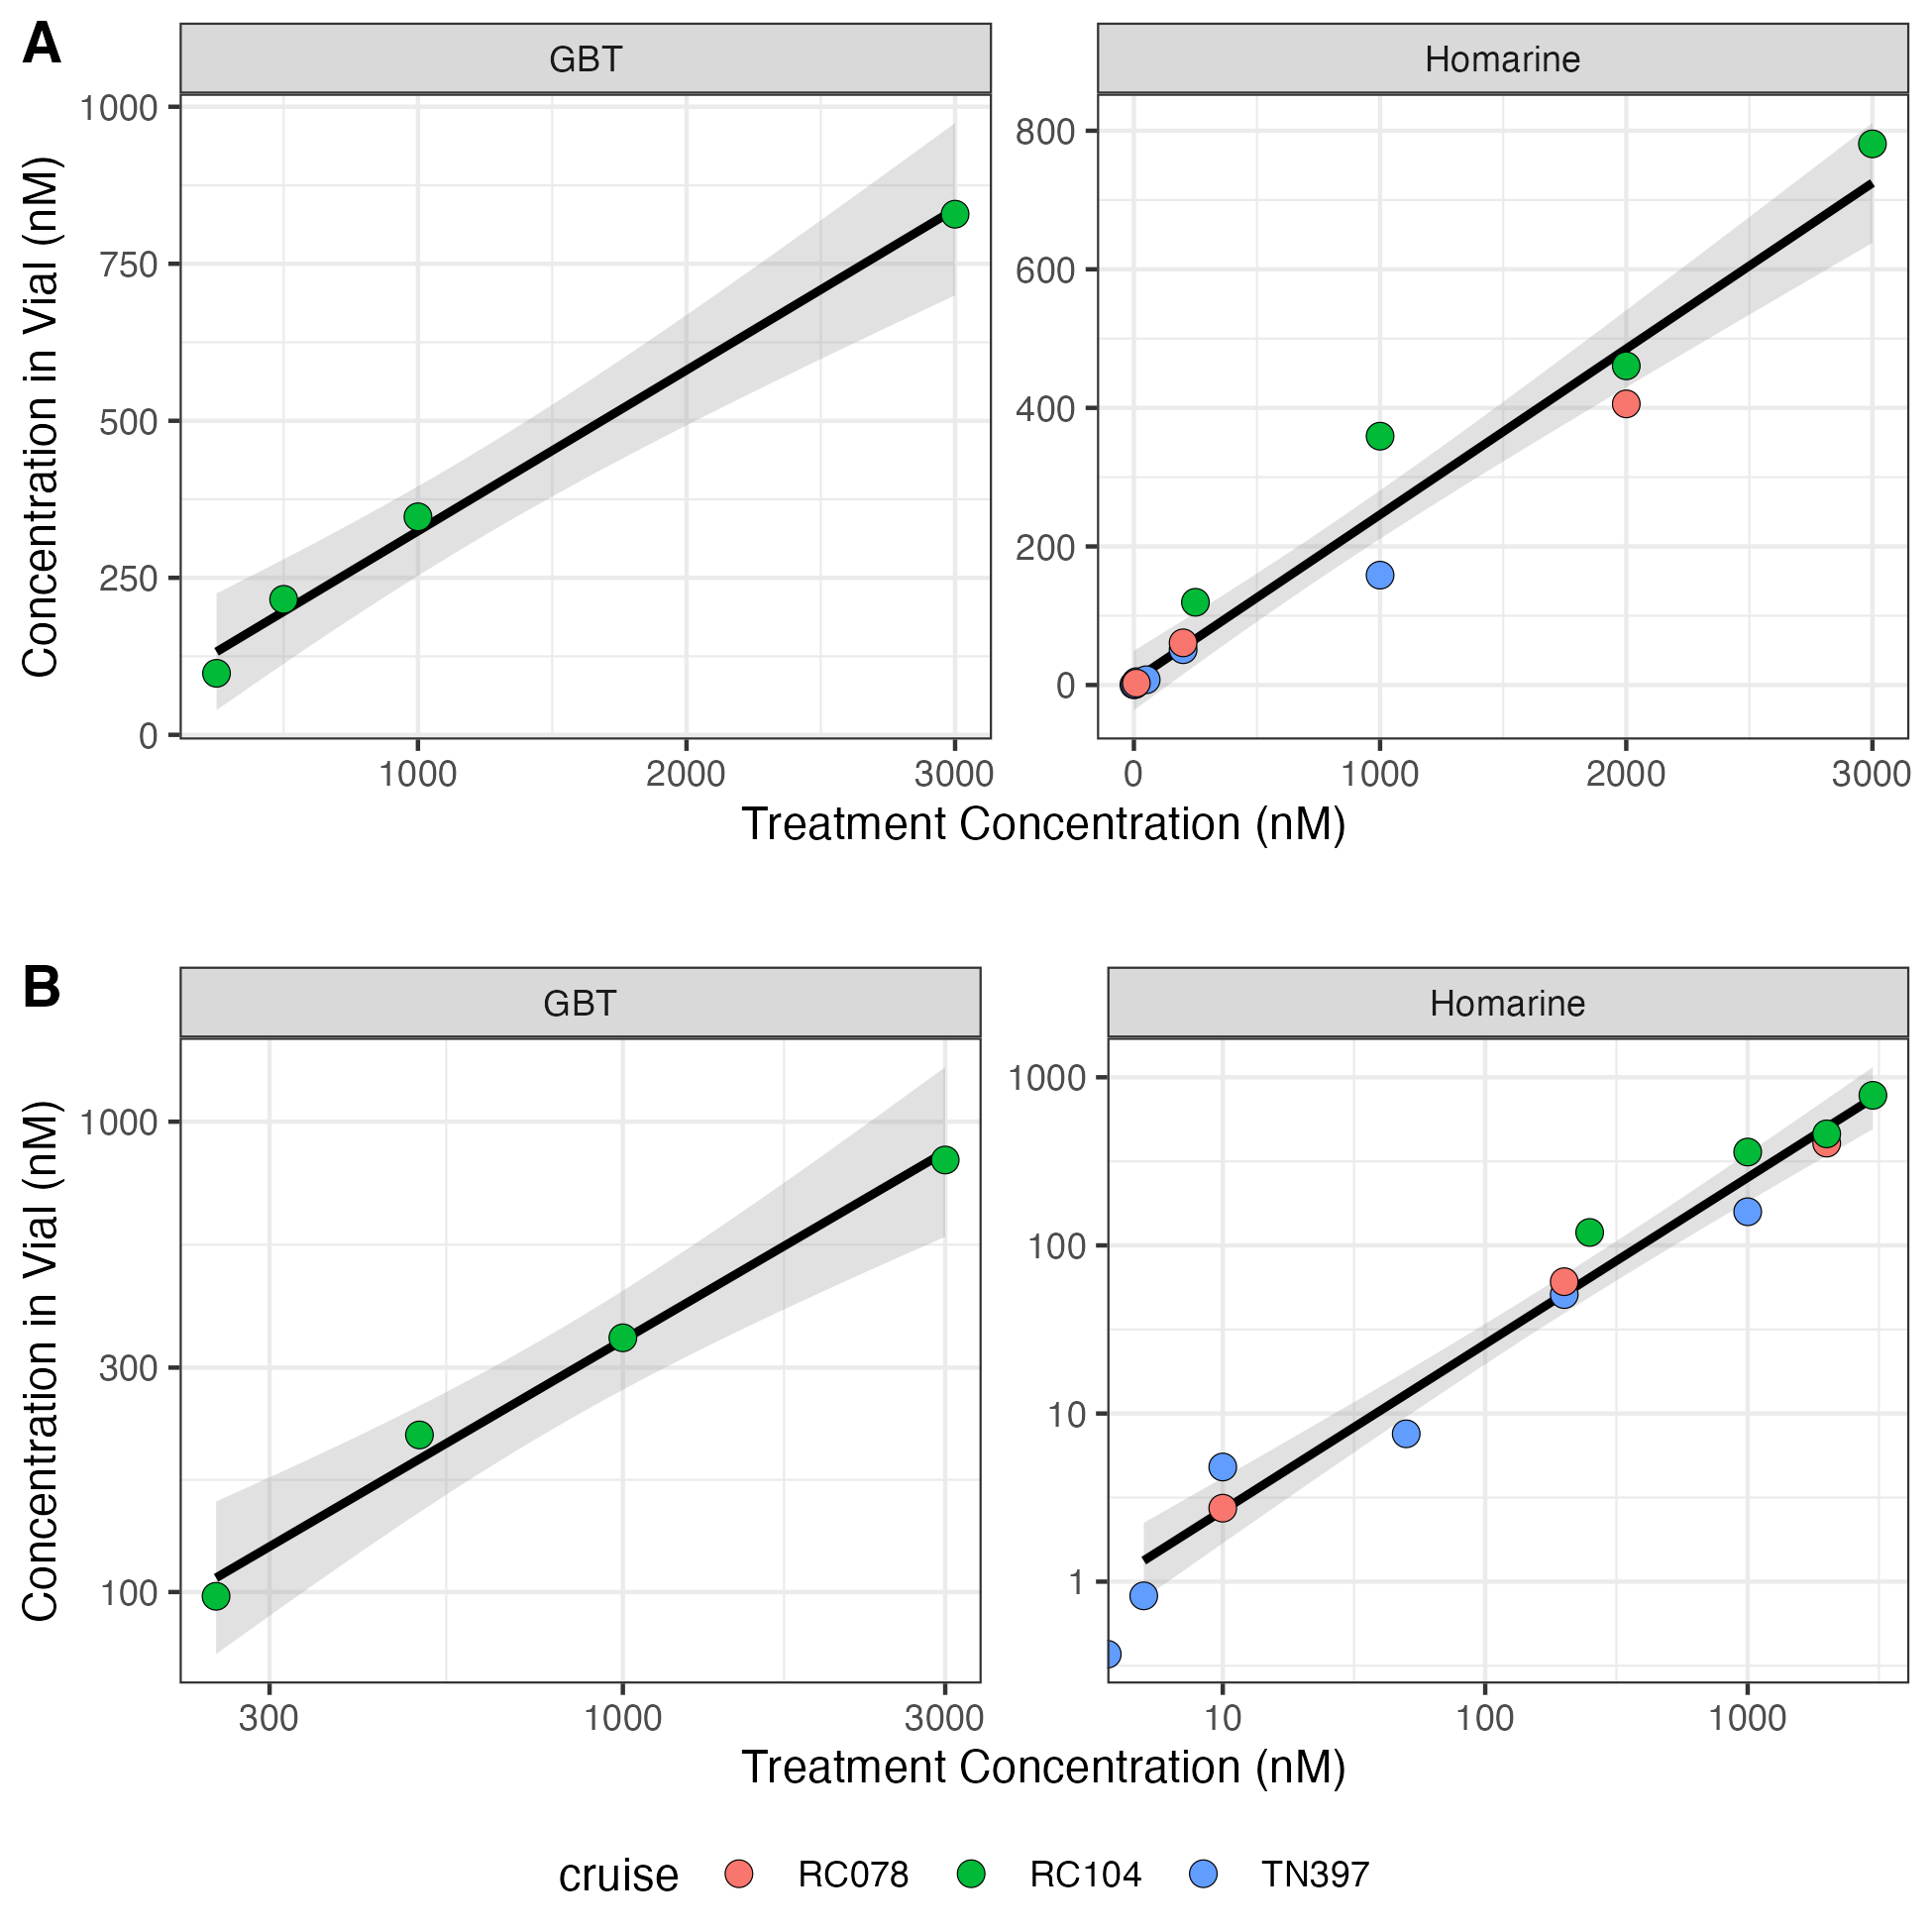 A
GBT
Homarine
Concentration in Vial (nM)
1000
750
500
250
0
800
600
400
200
0
1000
2000
3000
0
1000
2000
3000
Treatment Concentration (nM)
B
GBT
Homarine
Concentration in Vial (nM)
1000
300
100
1000
100
10
1
300
1000
3000
10
100
1000
Treatment Concentration (nM)
cruise
RC078
RC104
TN397